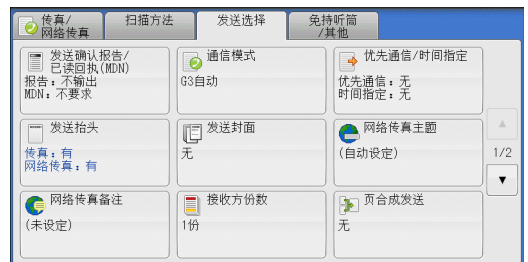 传真/
网络传真
扫描方法
发送选择
免持听筒
/其他
发送确认报告/
已读回执(MDN)
报告：不输出
MDN：不要求
通信模式
G3自动
优先通信/时间指定
优先通信：无
时间指定：无
发送抬头
传真：有
网络传真：有
发送封面
无
网络传真主题
(自动设定)
1/2
网络传真备注
(未设定)
接收方份数
1份
页合成发送
无